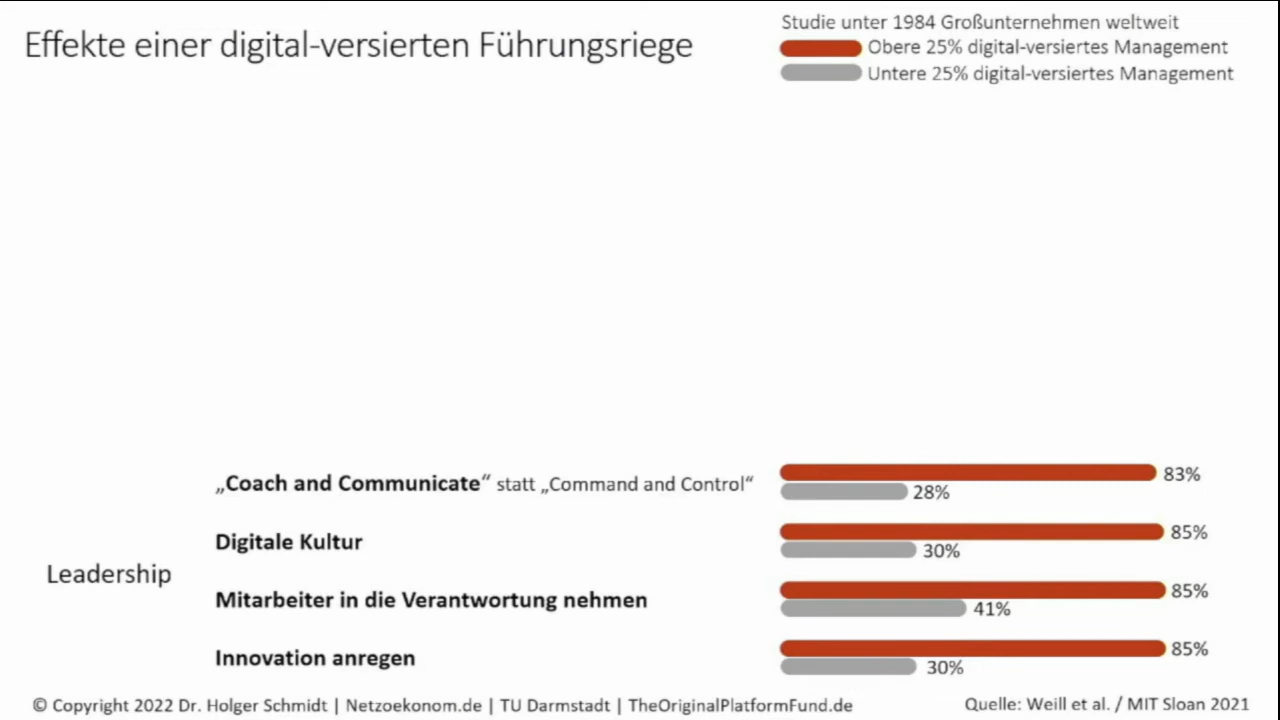 Effekte einer digital-versierten Führungsriege
Studie unter 1984 Großunternehmen weltweit
Obere 25% digital-versiertes Management
Untere 25% digital-versiertes Management
Leadership
„Coach and Communicate“ statt „Command and Control“
83%
28%
Digitale Kultur
85%
30%
Mitarbeiter in die Verantwortung nehmen
85%
41%
Innovation anregen
85%
30%
© Copyright 2022 Dr. Holger Schmidt | Netzoekonom.de | TU Darmstadt | TheOriginalPlatformFund.de
Quelle: Weill et al. / MIT Sloan 2021